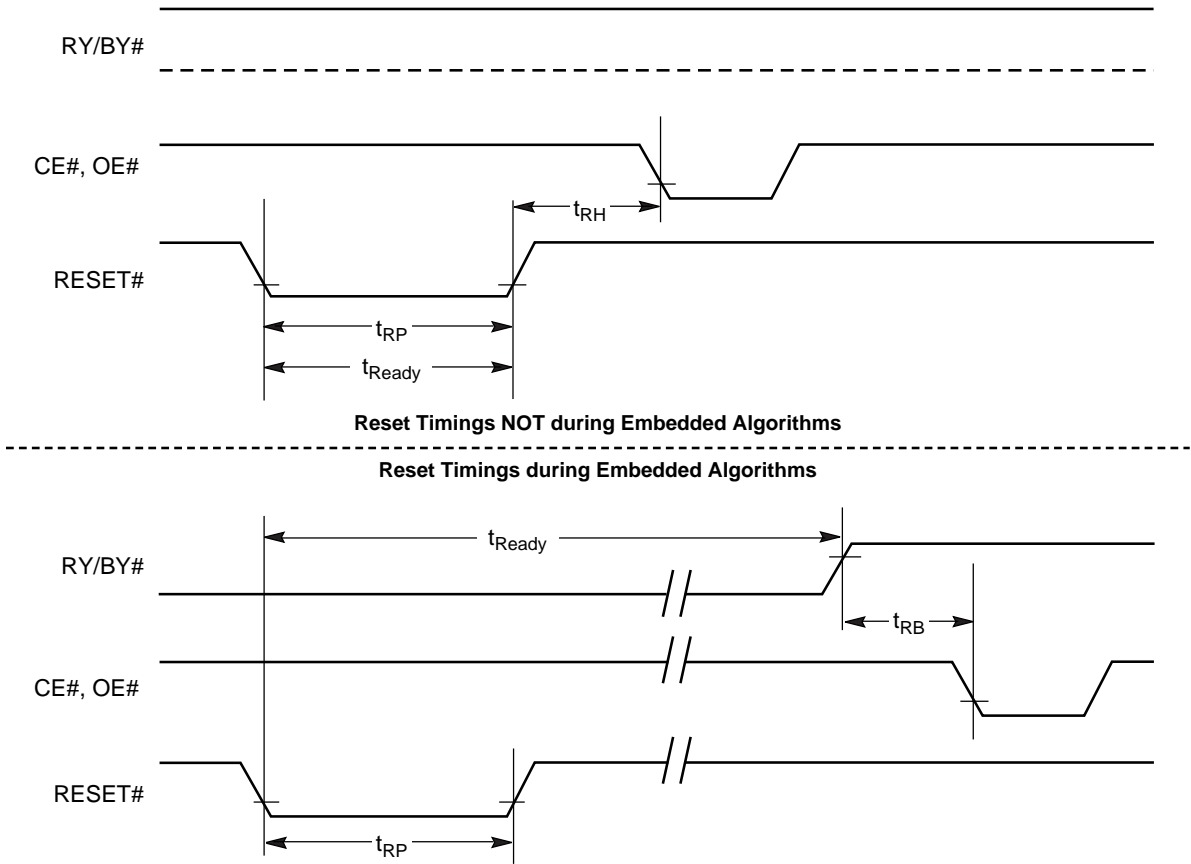 RY/BY#
CE#, OE#
tRH
RESET#
tRP
tReady
Reset Timings NOT during Embedded Algorithms
Reset Timings during Embedded Algorithms
tReady
RY/BY#
tRB
CE#, OE#
RESET#
tRP